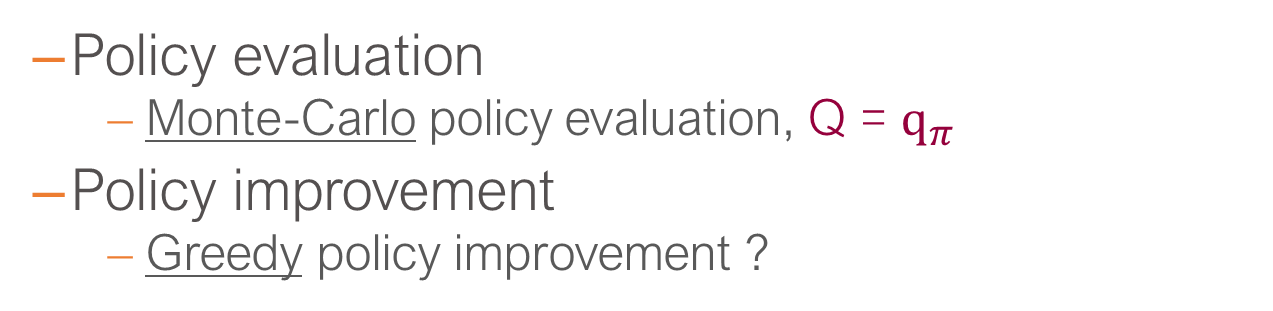 –Policy evaluation
– Monte-Carlo policy evaluation, Q = qπ
–Policy improvement
– Greedy policy improvement ?